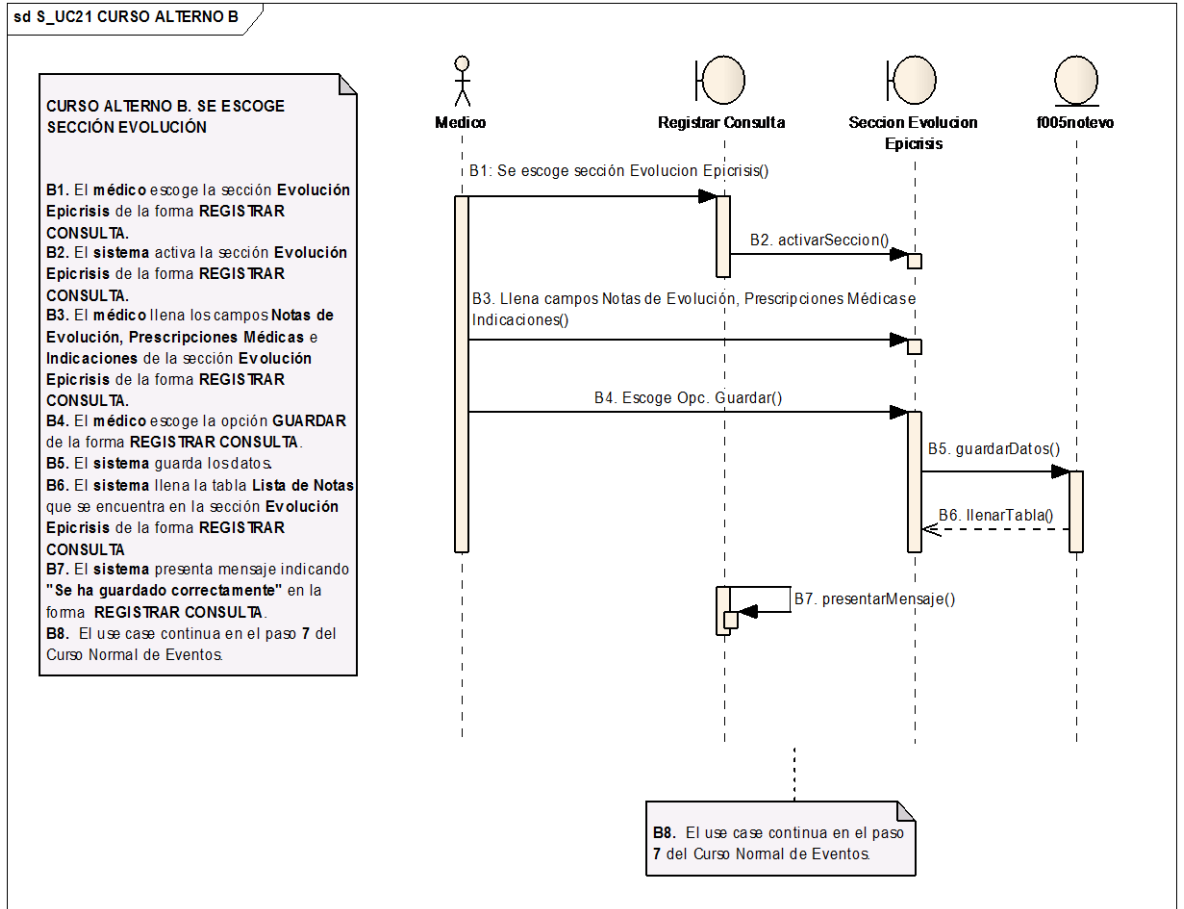 sd S_UC21 CURSO ALTERNO B
CURSO ALTERNO B. SE ESCOGE
SECCIÓN EVOLUCIÓN
B1. El médico escoge la sección Evolución
Epicrisis de la forma REGISTRAR
CONSULTA.
B2. El sistema activa la sección Evolución
Epicrisis de la forma REGISTRAR
CONSULTA.
B3. El médico llena los campos Notas de
Evolución, Prescripciones Médicas e
Indicaciones de la sección Evolución
Epicrisis de la forma REGISTRAR
CONSULTA.
B4. El médico escoge la opción GUARDAR
de la forma REGISTRAR CONSULTA.
B5. El sistema guarda los datos.
B6. El sistema llena la tabla Lista de Notas
que se encuentra en la sección Evolución
Epicrisis de la forma REGISTRAR
CONSULTA
B7. El sistema presenta mensaje indicando
"Se ha guardado correctamente" en la
forma REGISTRAR CONSULTA.
B8. El use case continua en el paso 7 del
Curso Normal de Eventos.
Medico
Registrar Consulta
Seccion Evolucion
Epicrisis
f005notevo
B1: Se escoge sección Evolucion Epicrisis()
B2. activarSeccion()
B3. Llena campos Notas de Evolución, Prescripciones Médicas e
Indicaciones()
B4. Escoge Opc. Guardar()
B5. guardarDatos()
B6. llenarTabla()
B7. presentarMensaje()
B8. El use case continua en el paso
7 del Curso Normal de Eventos.